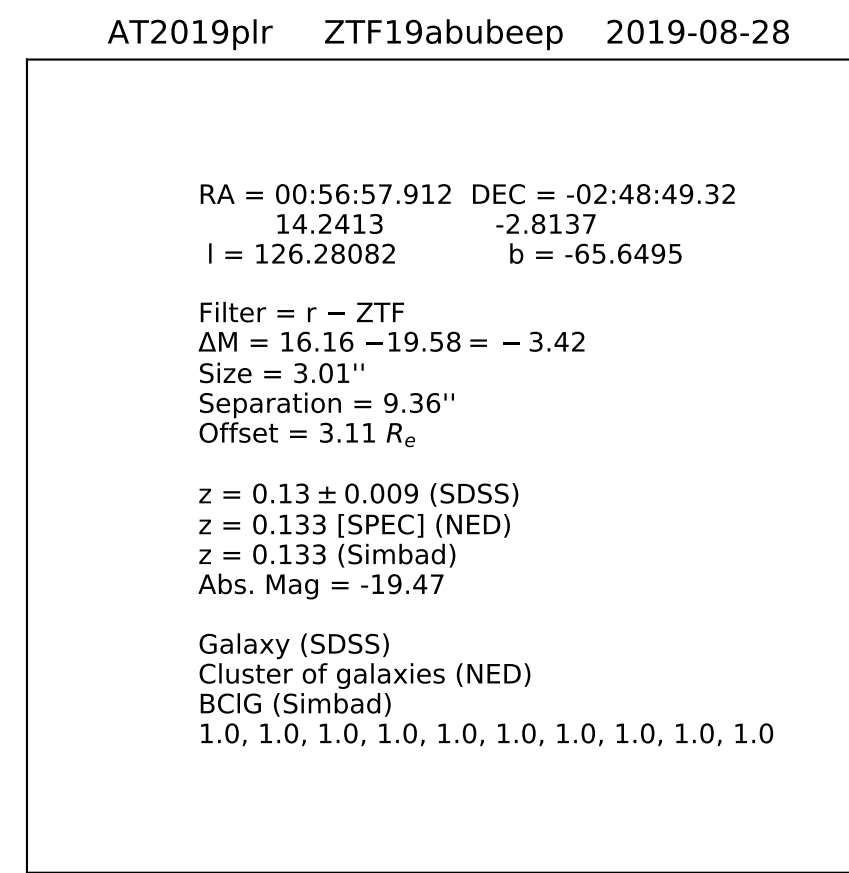 AT2019plr ZTF19abubeep 2019-08-28
RA = 00:56:57.912 DEC = -02:48:49.32
14.2413 -2.8137
l = 126.28082 b = -65.6495
Filter = r − ZTF
ΔM = 16.16 −19.58 = − 3.42
Size = 3.01''
Separation = 9.36''
Offset = 3.11 Rₑ
z = 0.13 ± 0.009 (SDSS)
z = 0.133 [SPEC] (NED)
z = 0.133 (Simbad)
Abs. Mag = -19.47
Galaxy (SDSS)
Cluster of galaxies (NED)
BClG (Simbad)
1.0, 1.0, 1.0, 1.0, 1.0, 1.0, 1.0, 1.0, 1.0, 1.0